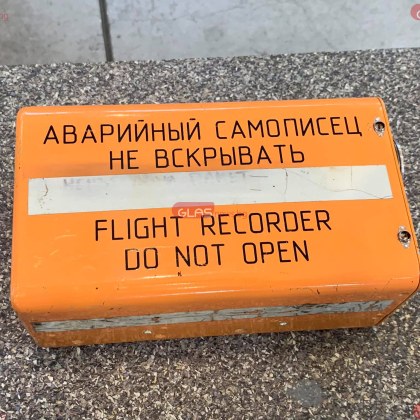 АВАРИЙНЫЙ САМОПИСЕЦ
НЕ ВСКРЫВАТЬ
GLAS
FLIGHT RECORDER
DO NOT OPEN